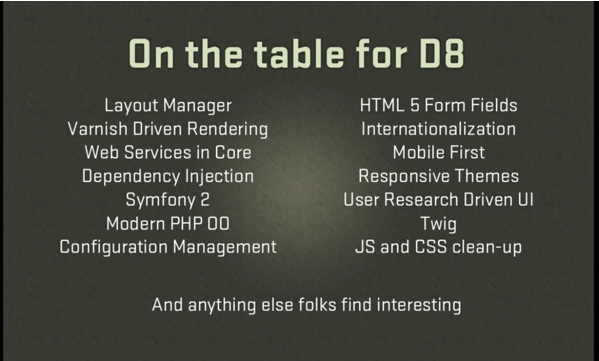 On the table for D8
Layout Manager
Varnish Driven Rendering
Web Services in Core
Dependency Injection
Symfony 2
Modern PHP OO
Configuration Management
HTML 5 Form Fields
Internationalization
Mobile First
Responsive Themes
User Research Driven UI
Twig
JS and CSS clean-up
And anything else folks find interesting